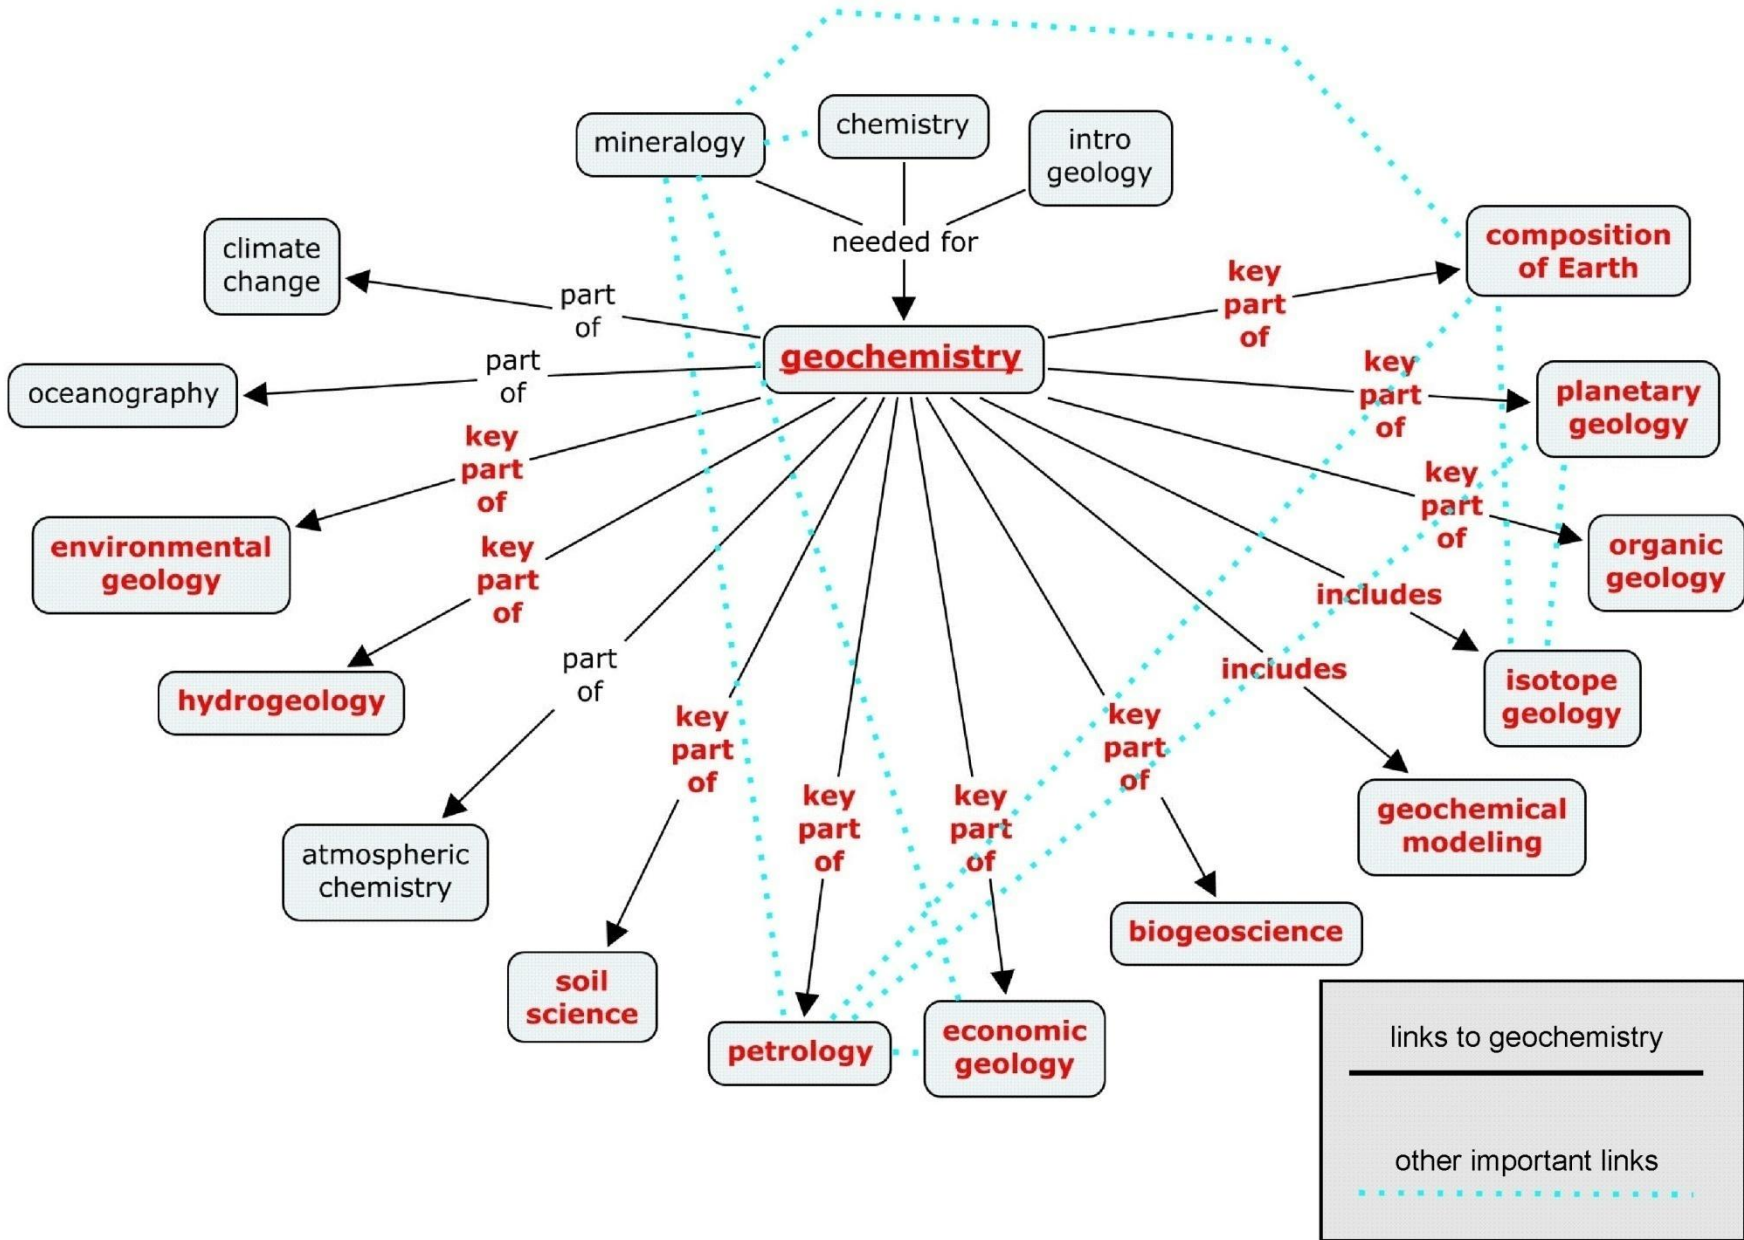 mineralogy
chemistry
intro
geology
needed for
geochemistry
climate
change
part
of
oceanography
part
of
environmental
geology
key
part
of
hydrogeology
key
part
of
atmospheric
chemistry
part
of
soil
science
key
part
of
petrology
key
part
of
economic
geology
key
part
of
biogeoscience
key
part
of
geochemical
modeling
includes
isotope
geology
includes
organic
geology
key
part
of
planetary
geology
key
part
of
composition
of Earth
key
part
of
links to geochemistry
other important links